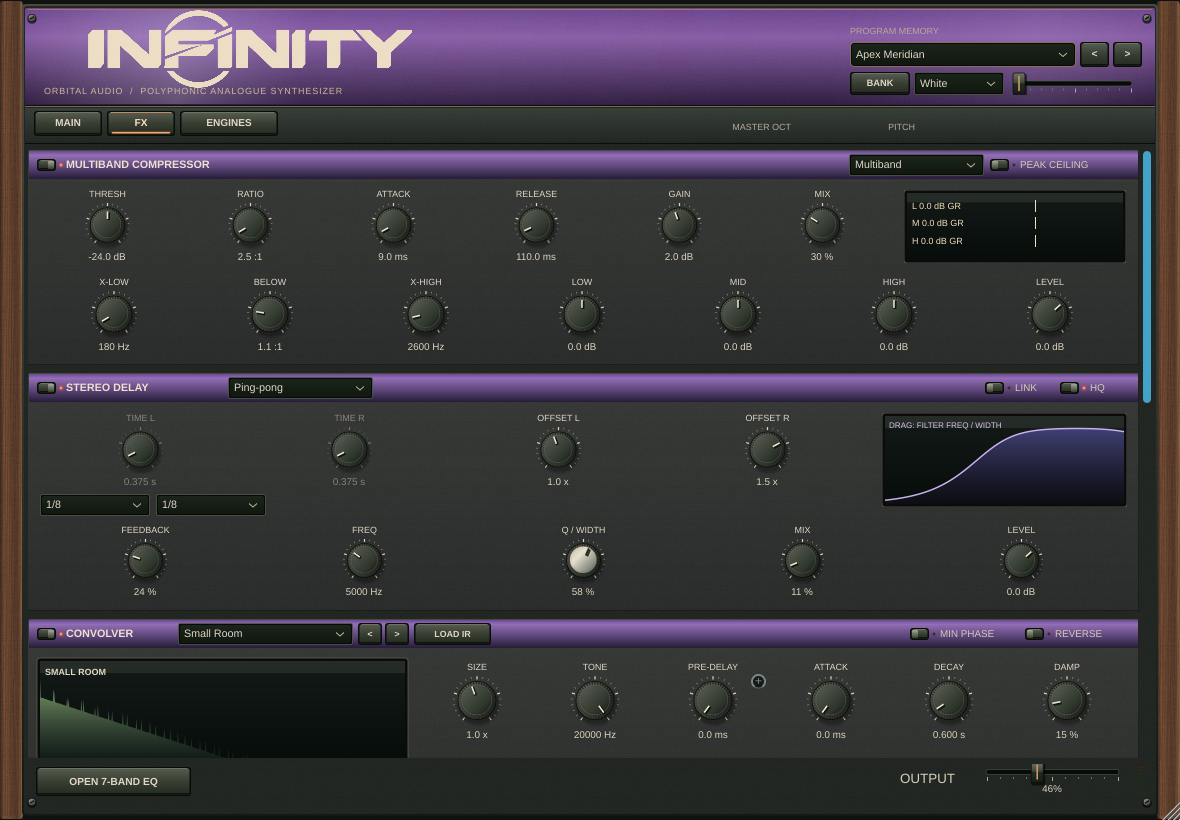 INFINITY
ORBITAL AUDIO / POLYPHONIC ANALOGUE SYNTHESIZER
PROGRAM MEMORY
Apex Meridian < >
BANK White
MAIN FX ENGINES
MASTER OCT PITCH
MULTIBAND COMPRESSOR Multiband PEAK CEILING
THRESH RATIO ATTACK RELEASE GAIN MIX
L 0.0 dB GR
M 0.0 dB GR
H 0.0 dB GR
-24.0 dB 2.5 :1 9.0 ms 110.0 ms 2.0 dB 30 %
X-LOW BELOW X-HIGH LOW MID HIGH LEVEL
180 Hz 1.1 :1 2600 Hz 0.0 dB 0.0 dB 0.0 dB 0.0 dB
STEREO DELAY Ping-pong LINK HQ
TIME L TIME R OFFSET L OFFSET R
DRAG: FILTER FREQ / WIDTH
0.375 s 0.375 s 1.0 x 1.5 x
1/8 1/8
FEEDBACK FREQ Q / WIDTH MIX LEVEL
24 % 5000 Hz 58 % 11 % 0.0 dB
CONVOLVER Small Room < > LOAD IR MIN PHASE REVERSE
SMALL ROOM
SIZE TONE PRE-DELAY ATTACK DECAY DAMP
1.0 x 20000 Hz 0.0 ms 0.0 ms 0.600 s 15 %
OPEN 7-BAND EQ OUTPUT
46%